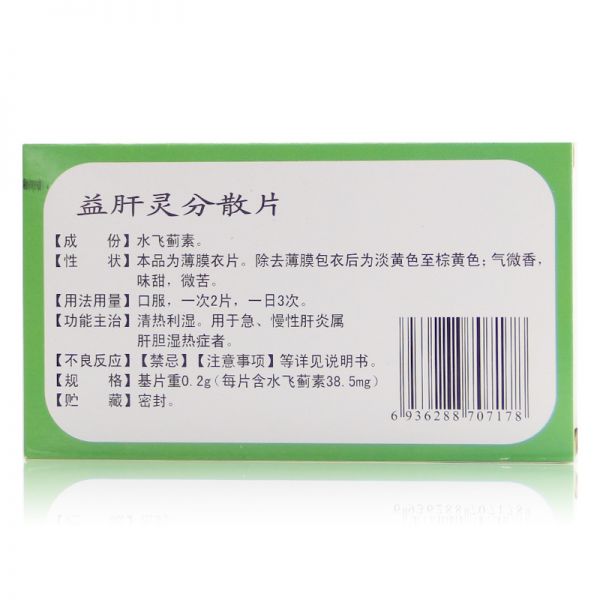 益肝灵分散片
【成 份】水飞蓟素。
【性 状】本品为薄膜衣片。除去薄膜包衣后为淡黄色至棕黄色；气微香，
味甜，微苦。
【用法用量】口服，一次2片，一日3次。
【功能主治】清热利湿。用于急、慢性肝炎属
肝胆湿热症者。
【不良反应】【禁忌】【注意事项】等详见说明书。
【规 格】基片重0.2g（每片含水飞蓟素38.5mg）
【贮 藏】密封。
6 936288 707178